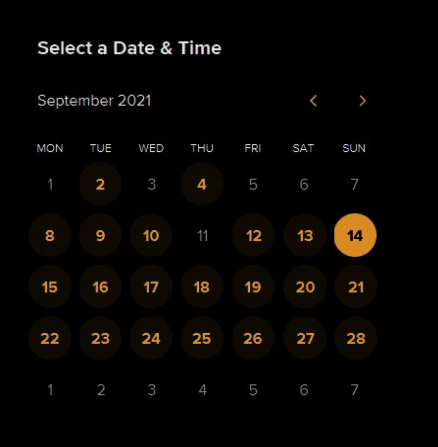 Select a Date & Time
September 2021
MON TUE WED THU FRI SAT SUN
1 2 3 4 5 6 7
8 9 10 11 12 13 14
15 16 17 18 19 20 21
22 23 24 25 26 27 28
1 2 3 4 5 6 7